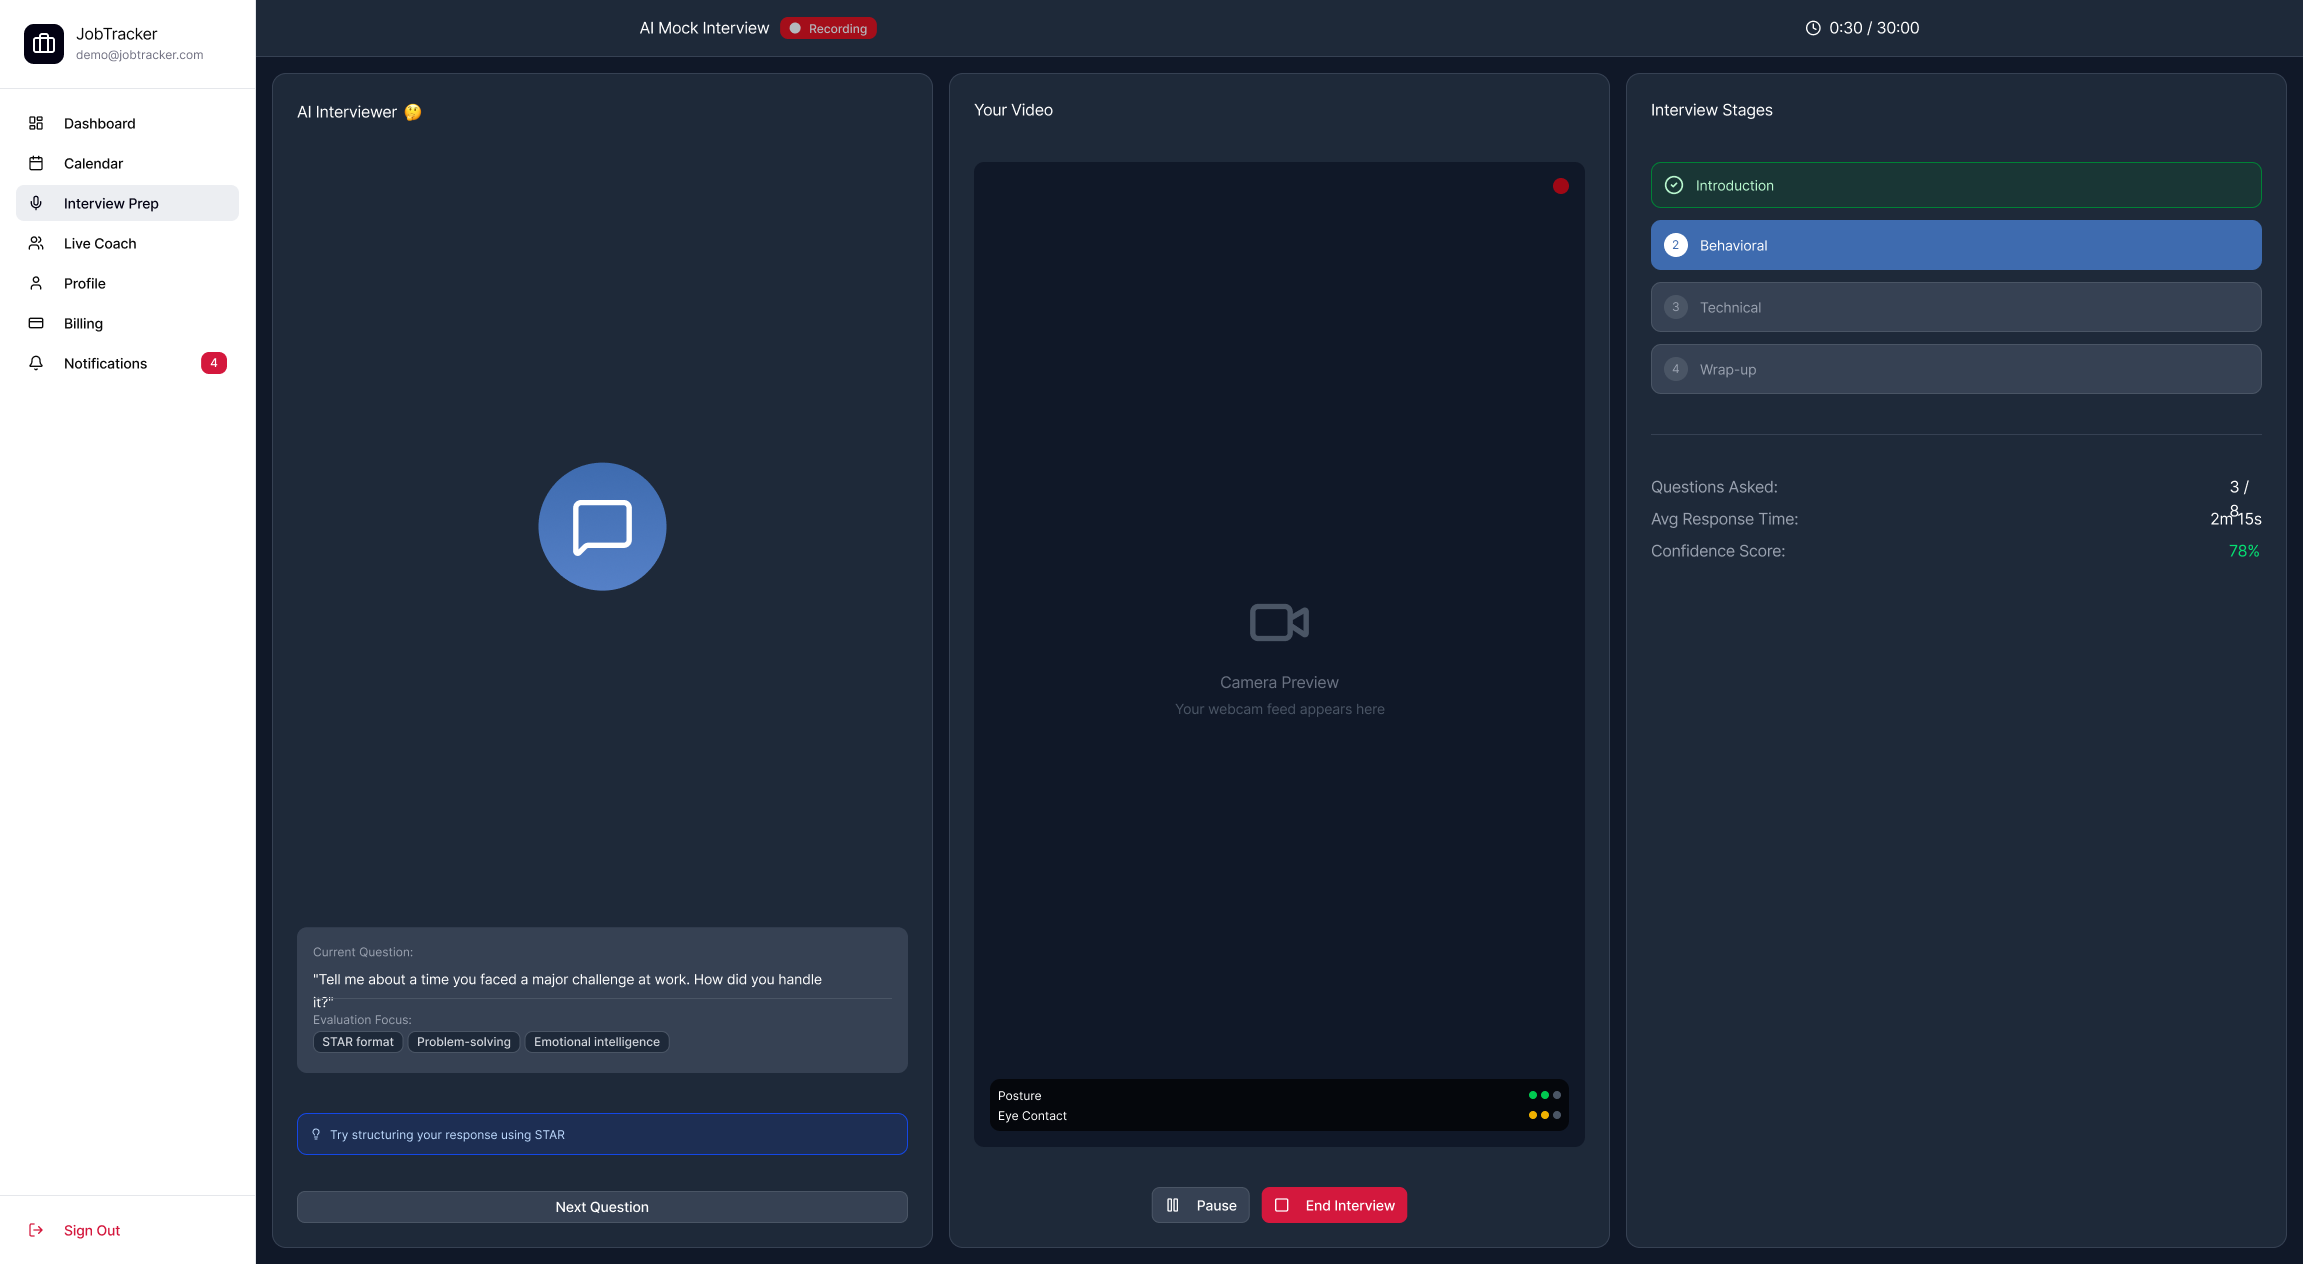 JobTracker
demo@jobtracker.com
Dashboard
Calendar
Interview Prep
Live Coach
Profile
Billing
Notifications
4
Sign Out
AI Mock Interview
Recording
0:30 / 30:00
AI Interviewer 🤔
Current Question:
"Tell me about a time you faced a major challenge at work. How did you handle
it?"
Evaluation Focus:
STAR format
Problem-solving
Emotional intelligence
Try structuring your response using STAR
Next Question
Your Video
Camera Preview
Your webcam feed appears here
Posture
Eye Contact
Pause
End Interview
Interview Stages
Introduction
2 Behavioral
3 Technical
4 Wrap-up
Questions Asked: 3 /
8
Avg Response Time: 2m 15s
Confidence Score: 78%